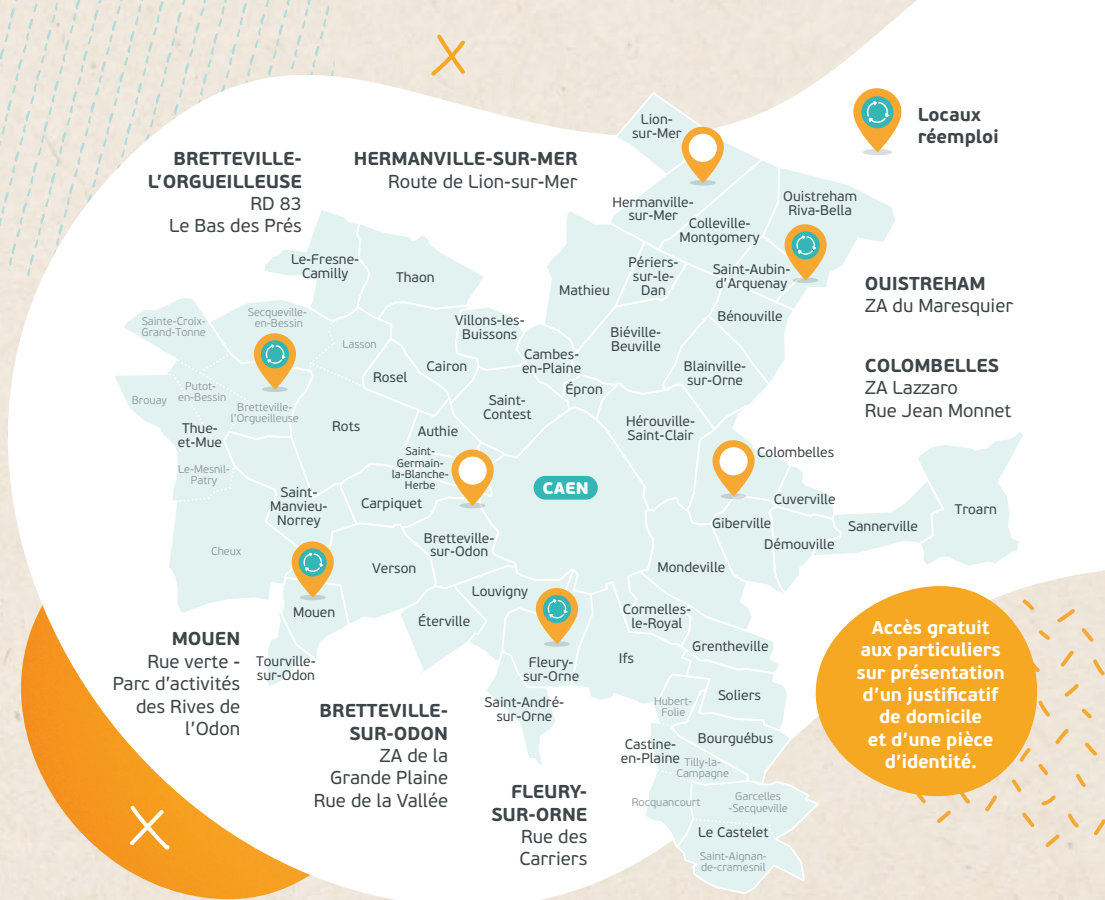 Locaux
réemploi
BRETTEVILLE-
L'ORGUEILLEUSE
RD 83
Le Bas des Prés
HERMANVILLE-SUR-MER
Route de Lion-sur-Mer
OUISTREHAM
ZA du Maresquier
COLOMBELLES
ZA Lazzaro
Rue Jean Monnet
Lion-
sur-Mer
Hermanville-
sur-Mer
Colleville-
Montgomery
Ouistreham
Riva-Bella
Saint-Aubin-
d'Arquenay
Périers-
sur-le-
Dan
Mathieu
Bénouville
Biéville-
Beuville
Blainville-
sur-Orne
Le-Fresne-
Camilly
Thaon
Villons-les-
Buissons
Cambes-
en-Plaine
Épron
Sainte-Croix-
Grand-Tonne
Secqueville-
en-Bessin
Lasson
Cairon
Rosel
Saint-
Contest
Brouay
Putot-
en-Bessin
Bretteville-
l'Orgueilleuse
Rots
Authie
Hérouville-
Saint-Clair
Colombelles
Thue-
et-Mue
Le-Mesnil-
Patry
Saint-
Germain-
la-Blanche-
Herbe
CAEN
Saint-
Manvieu-
Norrey
Carpiquet
Cuverville
Giberville
Démouville
Sannerville
Troarn
Cheux
Bretteville-
sur-Odon
Verson
Mondeville
Louvigny
Mouen
Éterville
Cormelles-
le-Royal
Grentheville
Tourville-
sur-Odon
Fleury-
sur-Orne
Ifs
Saint-André-
sur-Orne
Hubert-
Folie
Soliers
Bourguébus
Castine-
en-Plaine
Tilly-la-
Campagne
Rocquancourt
Garcelles
-Secqueville
Le Castelet
Saint-Aignan-
de-cramesnil
MOUEN
Rue verte -
Parc d'activités
des Rives de
l'Odon
BRETTEVILLE-
SUR-ODON
ZA de la
Grande Plaine
Rue de la Vallée
FLEURY-
SUR-ORNE
Rue des
Carriers
Accès gratuit
aux particuliers
sur présentation
d'un justificatif
de domicile
et d'une pièce
d'identité.